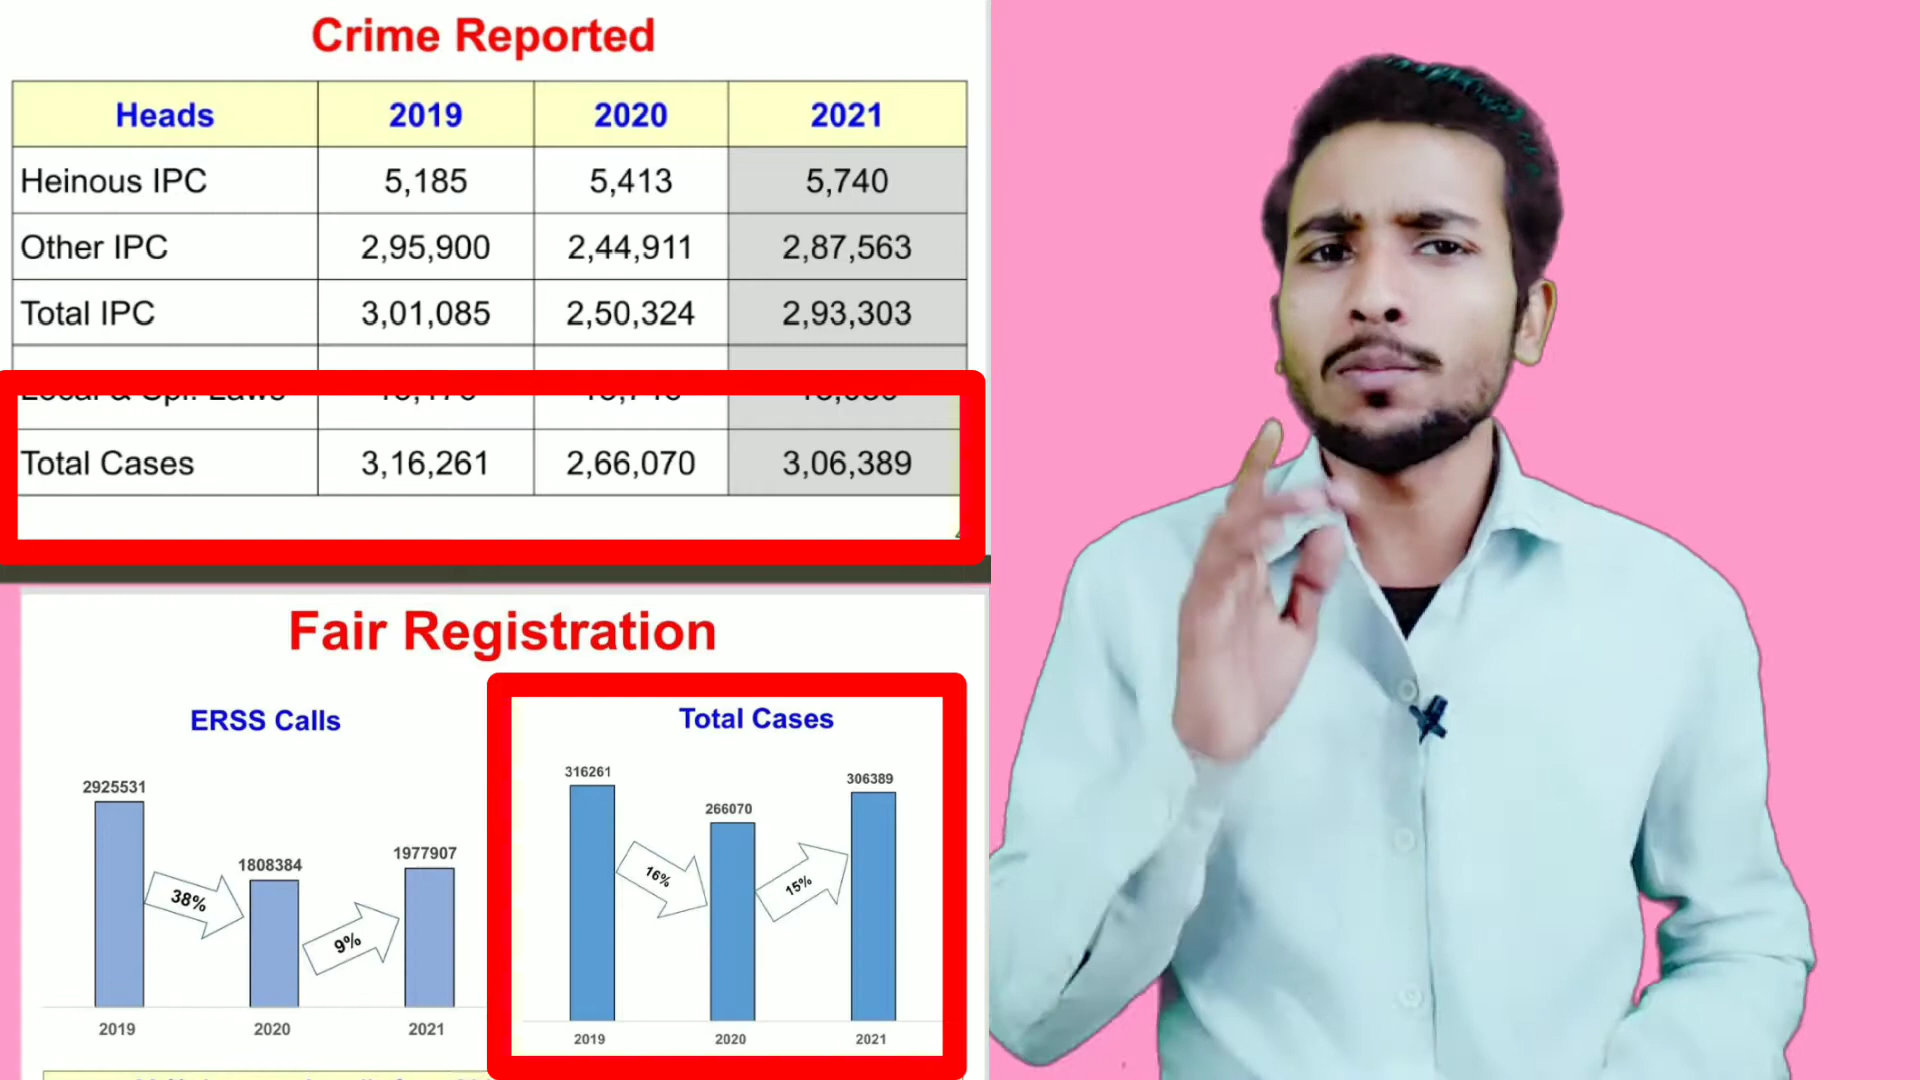 Crime Reported
Heads 2019 2020 2021
Heinous IPC 5,185 5,413 5,740
Other IPC 2,95,900 2,44,911 2,87,563
Total IPC 3,01,085 2,50,324 2,93,303
Local & Spl. Laws
Total Cases 3,16,261 2,66,070 3,06,389
Fair Registration
ERSS Calls
2925531
1808384
1977907
38%
9%
2019 2020 2021
Total Cases
316261
266070
306389
16%
15%
2019 2020 2021